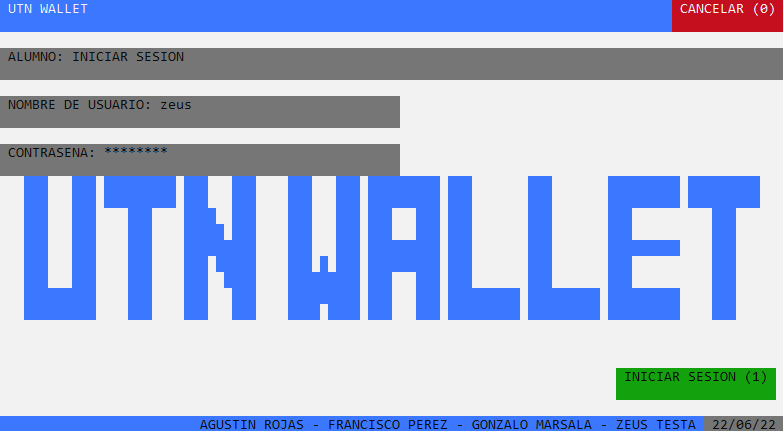 UTN WALLET CANCELAR (0)
ALUMNO: INICIAR SESION
NOMBRE DE USUARIO: zeus
CONTRASENA: ********
UTN WALLET
INICIAR SESION (1)
AGUSTIN ROJAS - FRANCISCO PEREZ - GONZALO MARSALA - ZEUS TESTA 22/06/22